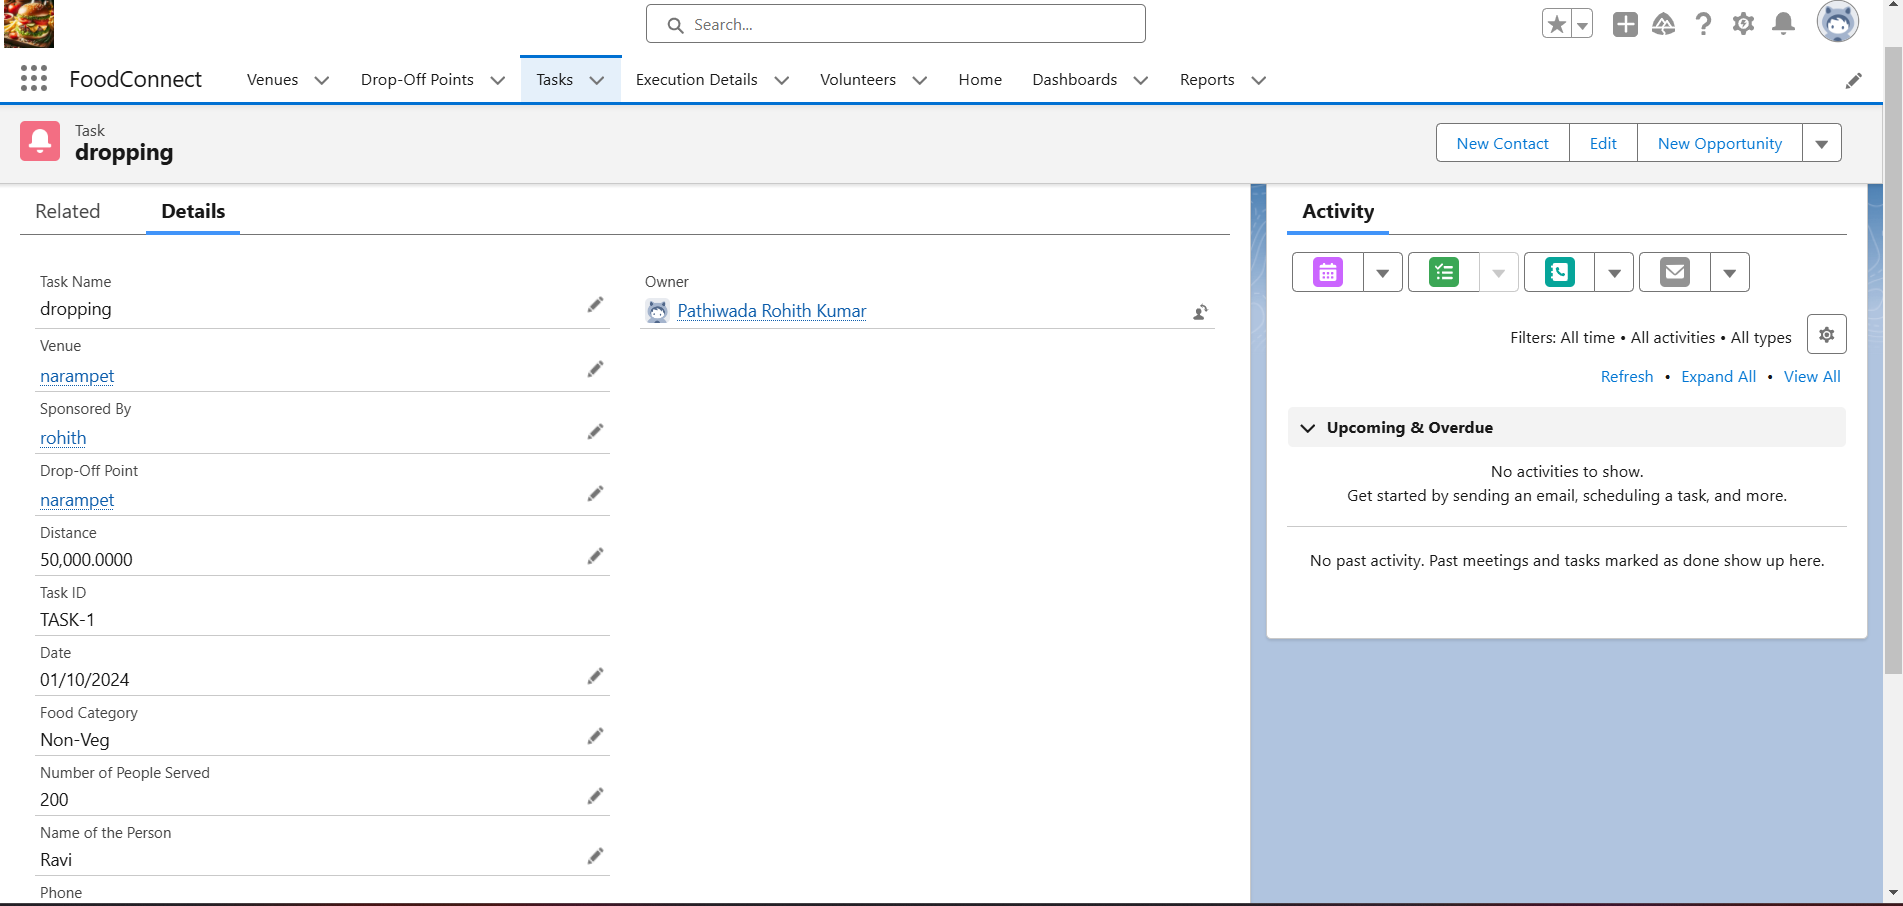 Search...
FoodConnect
Venues
Drop-Off Points
Tasks
Execution Details
Volunteers
Home
Dashboards
Reports
Task
dropping
New Contact
Edit
New Opportunity
Related
Details
Task Name
dropping
Venue
narampet
Sponsored By
rohith
Drop-Off Point
narampet
Distance
50,000.0000
Task ID
TASK-1
Date
01/10/2024
Food Category
Non-Veg
Number of People Served
200
Name of the Person
Ravi
Phone
Owner
Pathiwada Rohith Kumar
Activity
Filters: All time • All activities • All types
Refresh • Expand All • View All
Upcoming & Overdue
No activities to show.
Get started by sending an email, scheduling a task, and more.
No past activity. Past meetings and tasks marked as done show up here.